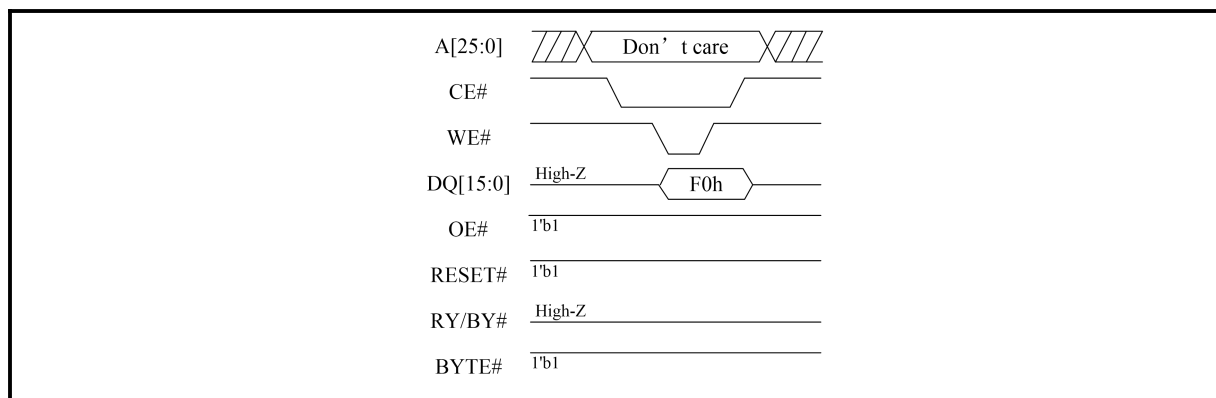 A[25:0] Don’t care
CE#
WE#
DQ[15:0] High-Z F0h
OE# 1'b1
RESET# 1'b1
RY/BY# High-Z
BYTE# 1'b1